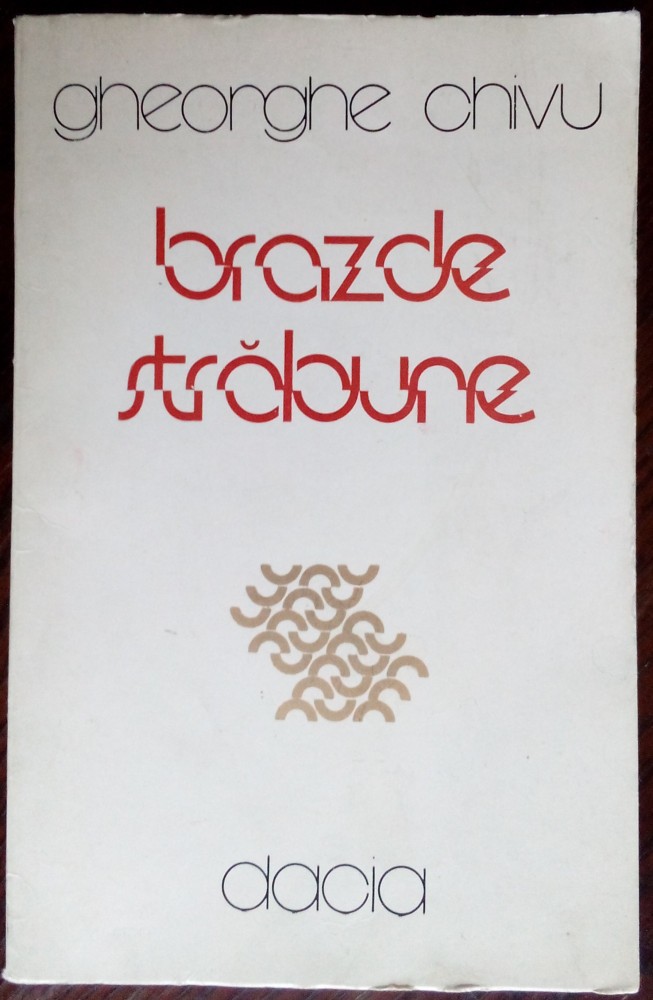 gheorghe chivu
brazde
străbune
dacia